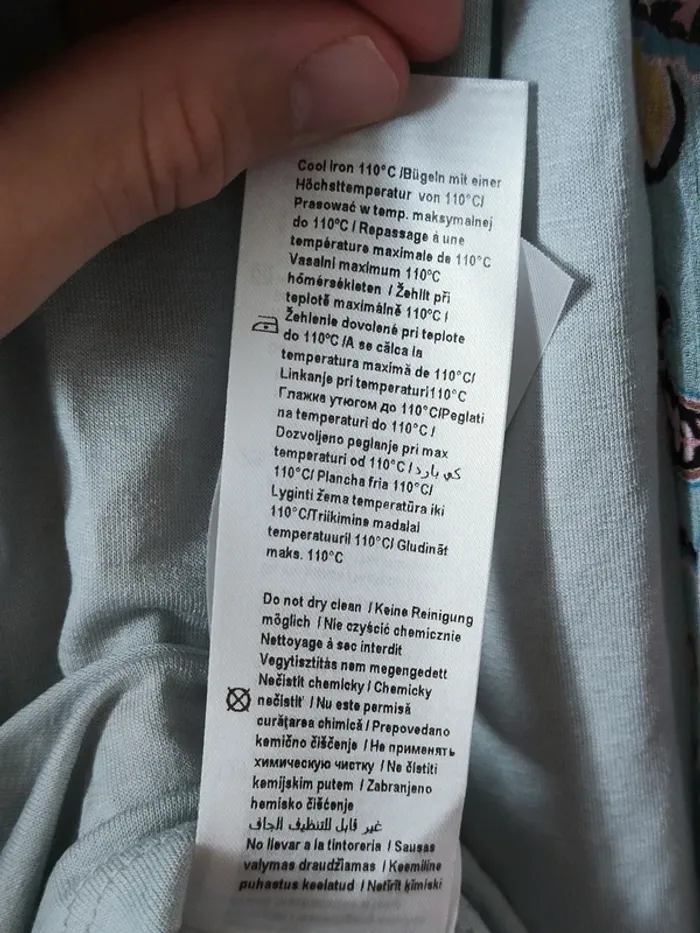 Cool Iron 110°C /Bügeln mit einer
Höchsttemperatur von 110°C/
Prasować w temp. maksymalnej
do 110°C / Repassage à une
température maximale de 110°C
Vasalni maximum 110°C
hőmérsékleten / Žehlit při
teplotě maximálně 110°C /
Žehlenie dovolené pri teplote
do 110°C /A se călca la
temperatura maximă de 110°C/
Linkanje pri temperaturi110°C
Глажка утюгом до 110°C/Peglati
na temperaturi do 110°C /
Dozvoljeno peglanje pri max
temperaturi od 110°C / كي بارد
110°C/ Plancha fria 110°C/
Lyginti žema temperatūra iki
110°C/Triikimine madalal
temperatuuril 110°C/ Gludināt
maks. 110°C
Do not dry clean / Keine Reinigung
möglich / Nie czyścić chemicznie
Nettoyage à sec interdit
Vegytisztitás nem megengedett
Nečistit chemicky / Chemicky
nečistiť / Nu este permisă
curăţarea chimică / Prepovedano
kemično čiščenje / Не применять
химическую чистку / Ne čistiti
kemijskim putem / Zabranjeno
hemisko čišćenje
غير قابل للتنظيف الجاف
No llevar a la tintoreria / Sausas
valymas draudžiamas / Keemiline
puhastus keelatud / Netīrīt ķīmiski